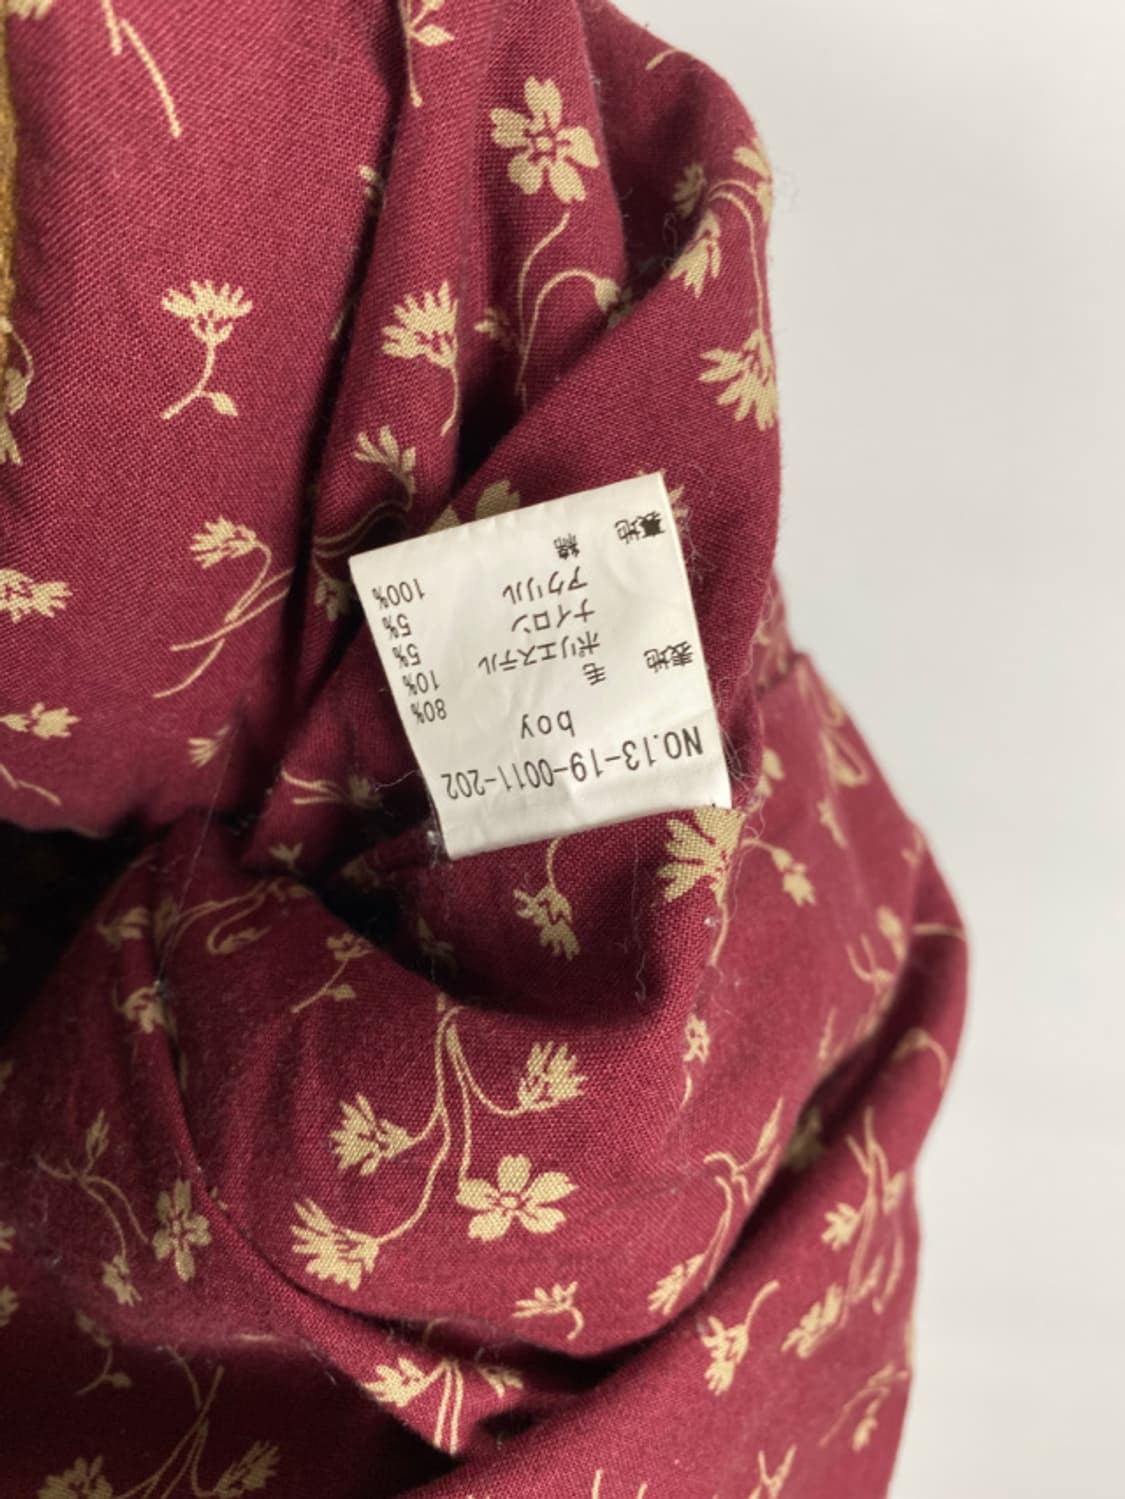 NO.13-19-0011-202
boy
表地 毛 80%
ポリエステル 10%
ナイロン 5%
アクリル 5%
裏地 綿 100%